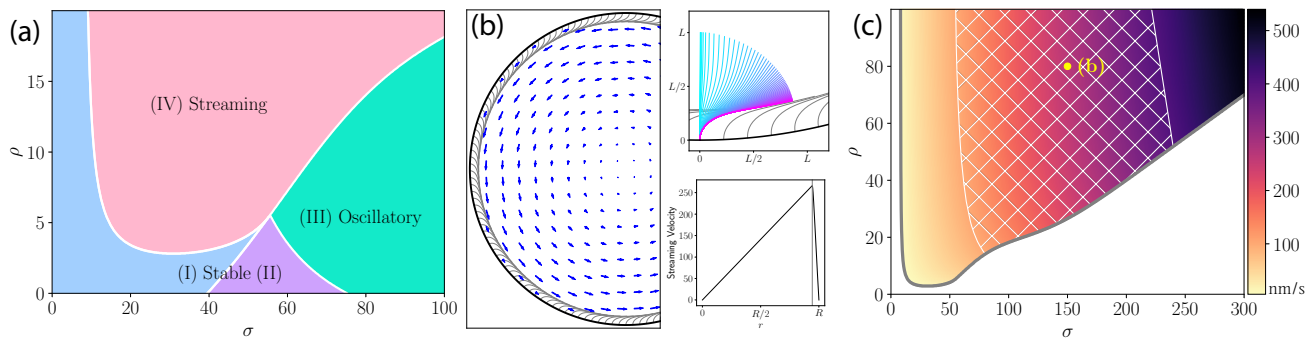 (a)
ρ
15
10
5
0
(IV) Streaming
(III) Oscillatory
(I) Stable (II)
0 20 40 60 80 100
σ
(b)
L
L/2
0
0 L/2 L
Streaming Velocity
250
200
150
100
50
0
0 R/2 R
r
(c)
ρ
80
60
40
20
0
(b)
0 50 100 150 200 250 300
σ
500
400
300
200
100
nm/s